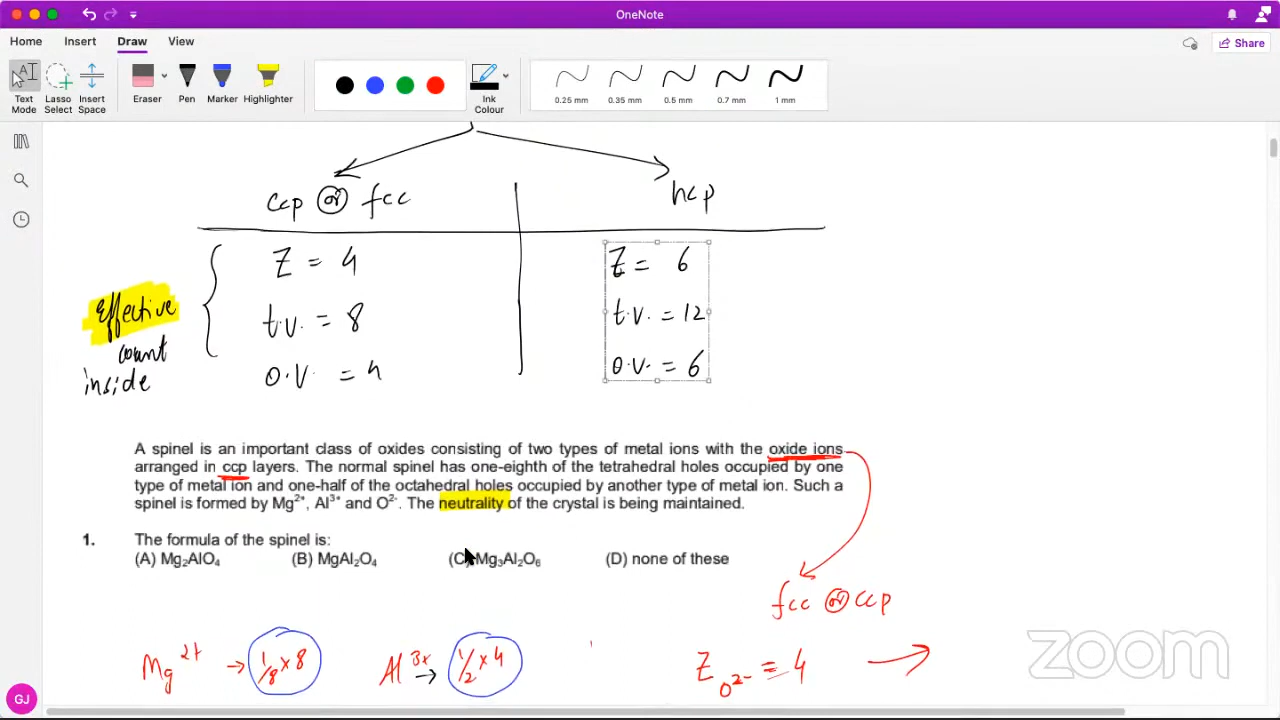 OneNote
Home Insert Draw View
Share
Text Mode
Lasso Select
Insert Space
Eraser
Pen
Marker
Highlighter
Ink Colour
0.25 mm
0.35 mm
0.5 mm
0.7 mm
1 mm
ccp or fcc
hcp
Effective count inside
Z = 4
t.v. = 8
O.V. = 4
Z = 6
t.v. = 12
O.V. = 6
A spinel is an important class of oxides consisting of two types of metal ions with the oxide ions
arranged in ccp layers. The normal spinel has one-eighth of the tetrahedral holes occupied by one
type of metal ion and one-half of the octahedral holes occupied by another type of metal ion. Such a
spinel is formed by Mg²⁺, Al³⁺ and O²⁻. The neutrality of the crystal is being maintained.
1. The formula of the spinel is:
(A) Mg₂AlO₄ (B) MgAl₂O₄ (C) Mg₃Al₂O₆ (D) none of these
fcc or ccp
Mg²⁺ → 1/8 × 8 Al³⁺ → 1/2 × 4 Z O²⁻ = 4 →
zoom
GJ